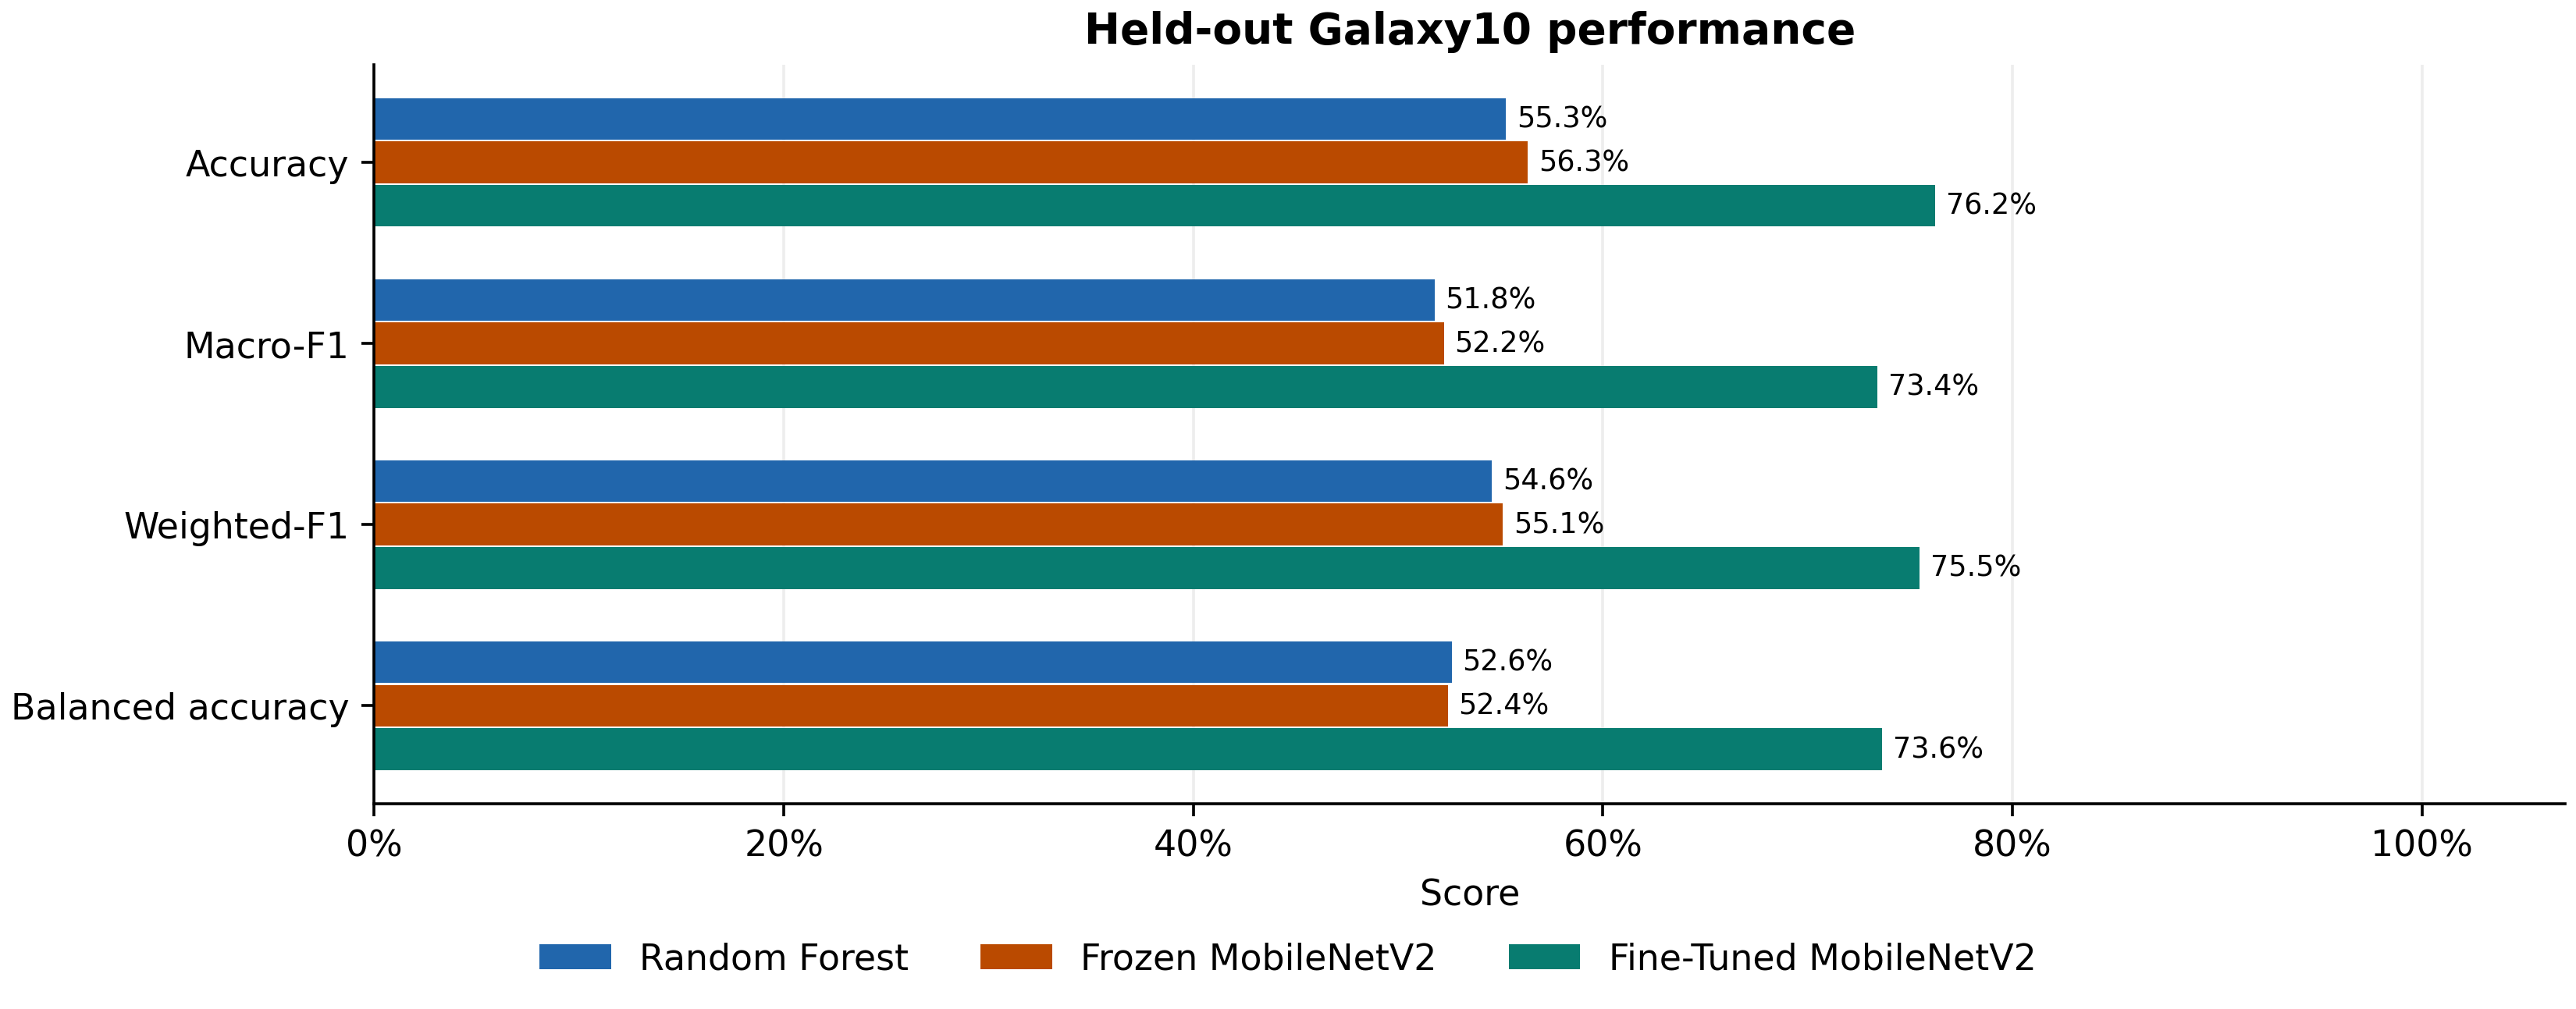 Held-out Galaxy10 performance
Accuracy
55.3%
56.3%
76.2%
Macro-F1
51.8%
52.2%
73.4%
Weighted-F1
54.6%
55.1%
75.5%
Balanced accuracy
52.6%
52.4%
73.6%
0% 20% 40% 60% 80% 100%
Score
Random Forest Frozen MobileNetV2 Fine-Tuned MobileNetV2